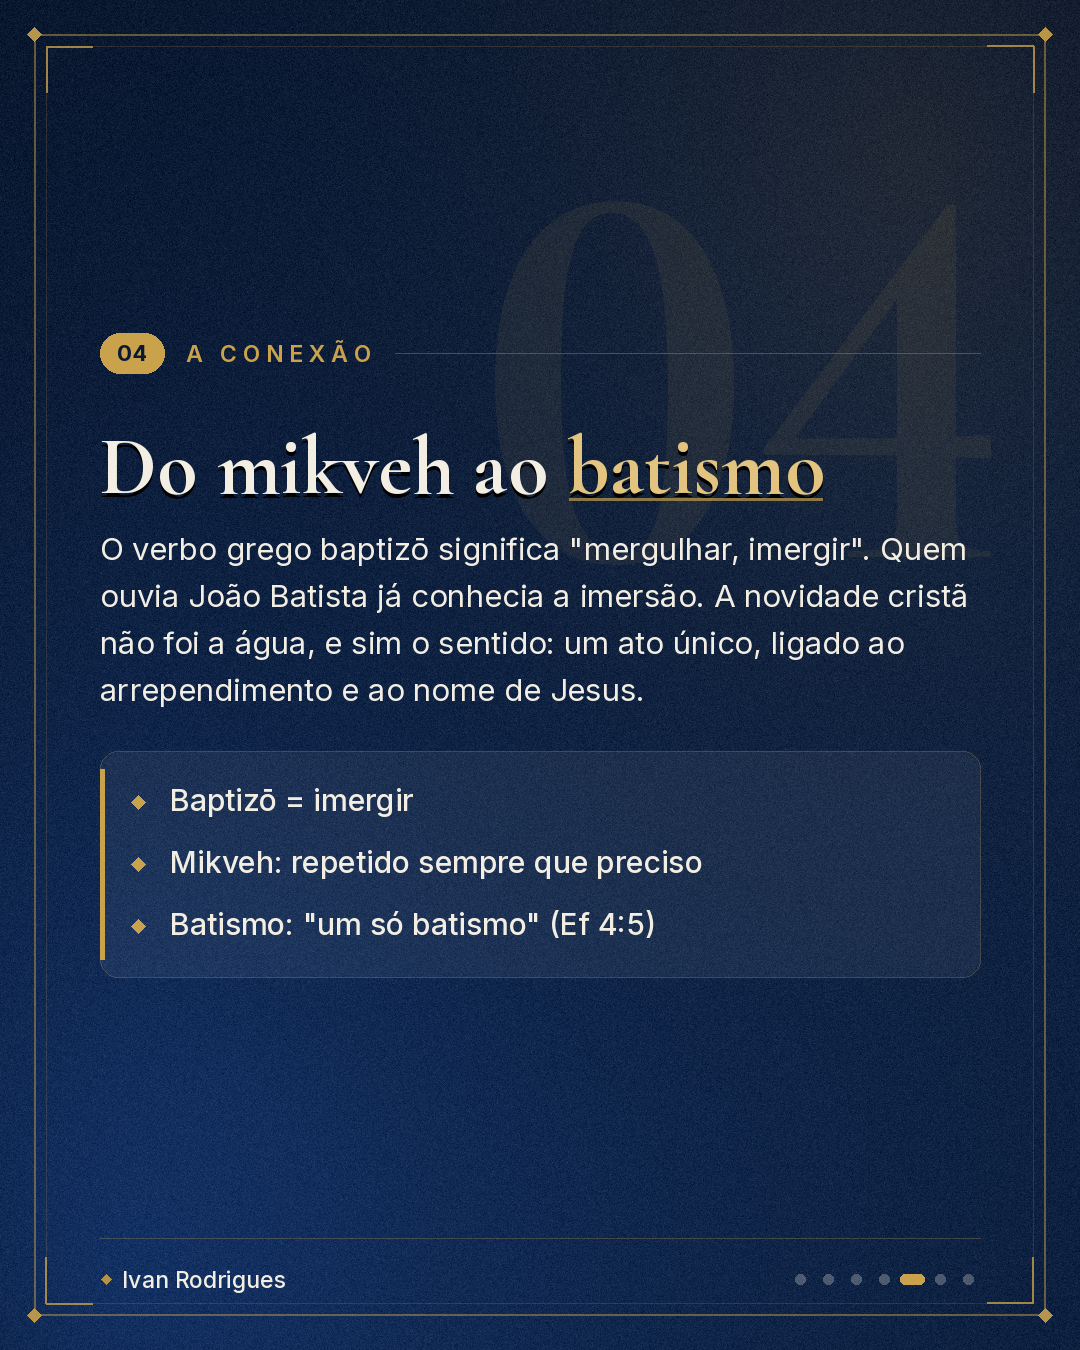 04
04 A CONEXÃO
Do mikveh ao batismo
O verbo grego baptizō significa "mergulhar, imergir". Quem
ouvia João Batista já conhecia a imersão. A novidade cristã
não foi a água, e sim o sentido: um ato único, ligado ao
arrependimento e ao nome de Jesus.
Baptizō = imergir
Mikveh: repetido sempre que preciso
Batismo: "um só batismo" (Ef 4:5)
Ivan Rodrigues